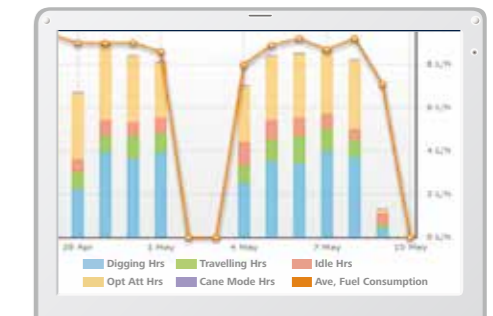 8 L/h
6 L/h
4 L/h
2 L/h
0 L/h
28 Apr 1 May 4 May 7 May 10 May
Digging Hrs Travelling Hrs Idle Hrs
Opt Att Hrs Cane Mode Hrs Ave, Fuel Consumption